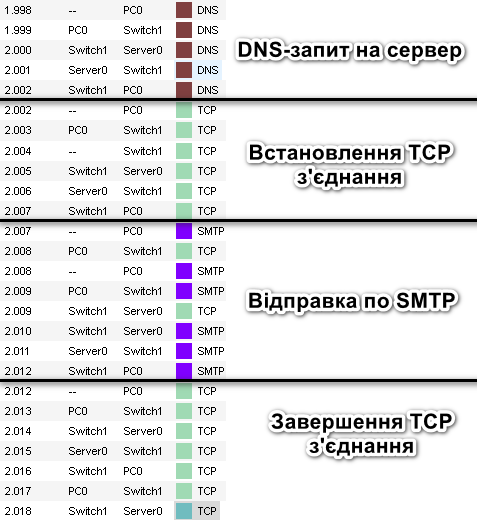 1.998 -- PC0 DNS
1.999 PC0 Switch1 DNS
2.000 Switch1 Server0 DNS
2.001 Server0 Switch1 DNS
2.002 Switch1 PC0 DNS
DNS-запит на сервер
2.002 -- PC0 TCP
2.003 PC0 Switch1 TCP
2.004 -- Switch1 TCP
2.005 Switch1 Server0 TCP
2.006 Server0 Switch1 TCP
2.007 Switch1 PC0 TCP
Встановлення TCP
з'єднання
2.007 -- PC0 SMTP
2.008 PC0 Switch1 TCP
2.008 -- PC0 SMTP
2.009 PC0 Switch1 SMTP
2.009 Switch1 Server0 TCP
2.010 Switch1 Server0 SMTP
2.011 Server0 Switch1 SMTP
2.012 Switch1 PC0 SMTP
Відправка по SMTP
2.012 -- PC0 TCP
2.013 PC0 Switch1 TCP
2.014 Switch1 Server0 TCP
2.015 Server0 Switch1 TCP
2.016 Switch1 PC0 TCP
2.017 PC0 Switch1 TCP
2.018 Switch1 Server0 TCP
Завершення TCP
з'єднання